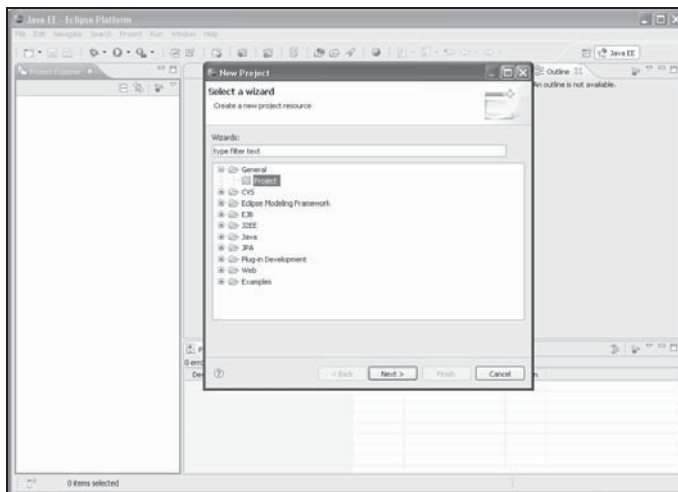 Java EE - Eclipse Platform
File Edit Navigate Search Project Run Window Help
Java EE
Project Explorer
Outline
An outline is not available.
New Project
Select a wizard
Create a new project resource
Wizards:
type filter text
General
Project
CVS
Eclipse Modeling Framework
EJB
J2EE
Java
JPA
Plug-in Development
Web
Examples
< Back Next > Finish Cancel
0 items selected